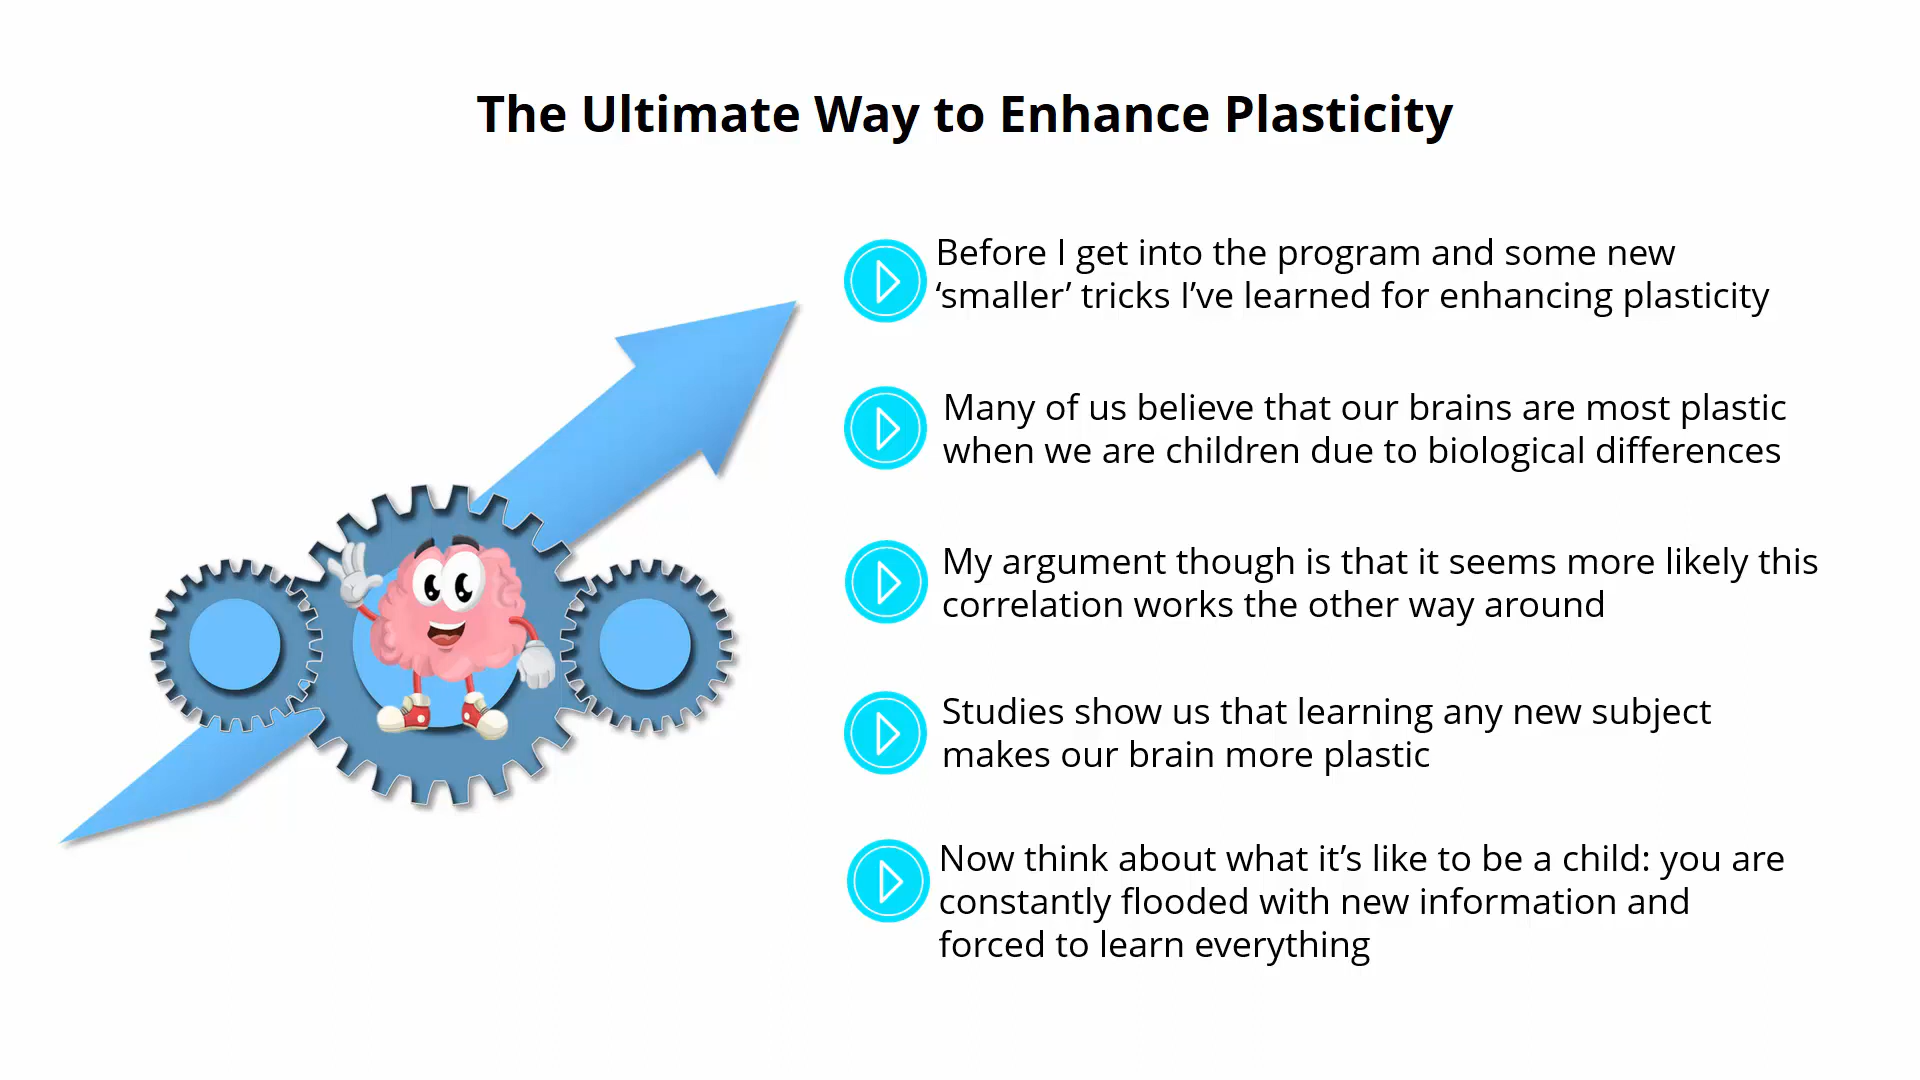 The Ultimate Way to Enhance Plasticity
Before I get into the program and some new
‘smaller’ tricks I’ve learned for enhancing plasticity
Many of us believe that our brains are most plastic
when we are children due to biological differences
My argument though is that it seems more likely this
correlation works the other way around
Studies show us that learning any new subject
makes our brain more plastic
Now think about what it’s like to be a child: you are
constantly flooded with new information and
forced to learn everything